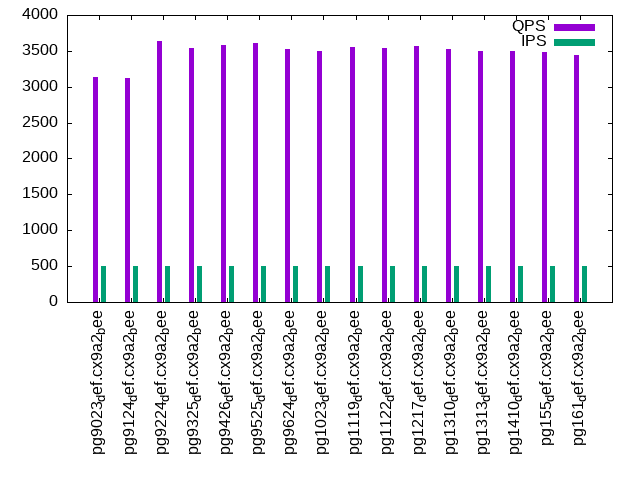 4000
3500
3000
2500
2000
1500
1000
500
0
QPS
IPS
pg9023def.cx9a2bee
pg9124def.cx9a2bee
pg9224def.cx9a2bee
pg9325def.cx9a2bee
pg9426def.cx9a2bee
pg9525def.cx9a2bee
pg9624def.cx9a2bee
pg1023def.cx9a2bee
pg1119def.cx9a2bee
pg1122def.cx9a2bee
pg1217def.cx9a2bee
pg1310def.cx9a2bee
pg1313def.cx9a2bee
pg1410def.cx9a2bee
pg155def.cx9a2bee
pg161def.cx9a2bee